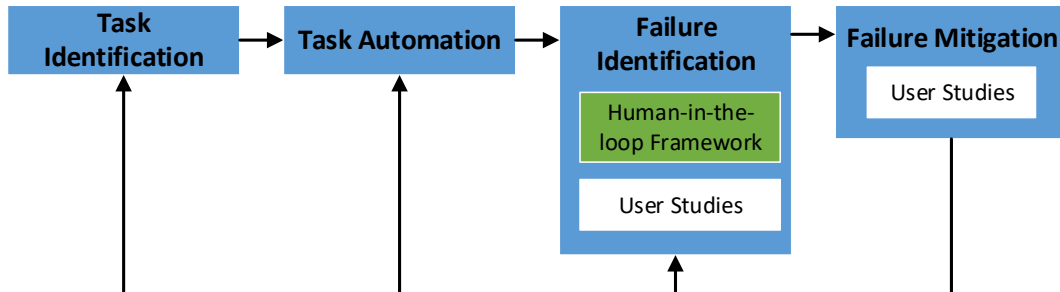 Task
Identification
Task Automation
Failure
Identification
Human-in-the-
loop Framework
User Studies
Failure Mitigation
User Studies